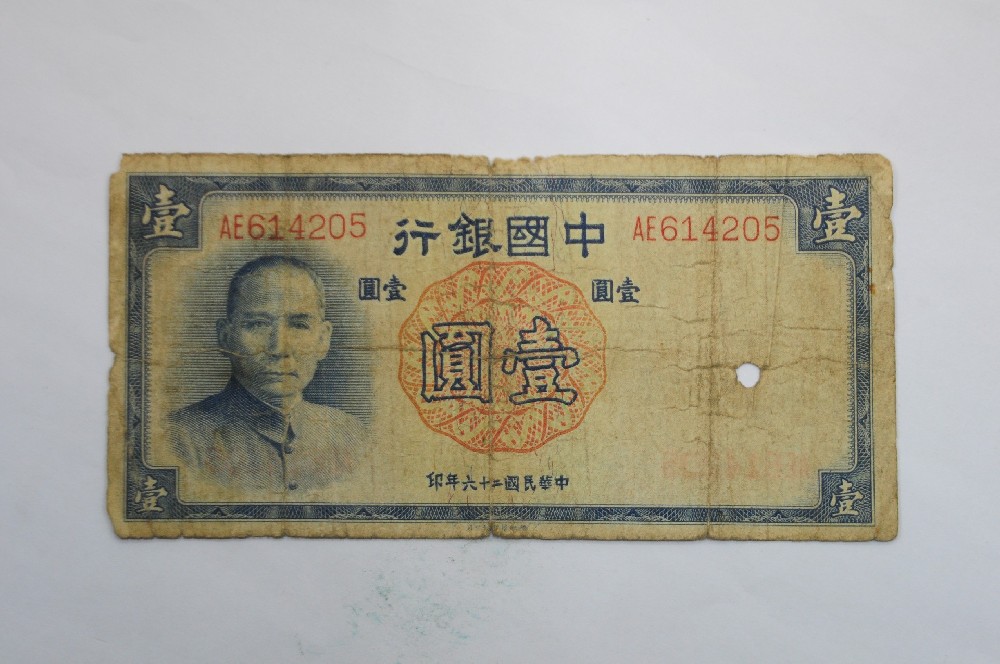 壹 壹
AE614205 中國銀行 AE614205
壹圓 壹圓
壹圓
中華民國二十六年印
壹 壹